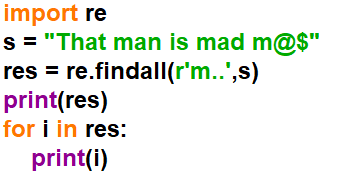 import re
s = "That man is mad m@$"
res = re.findall(r'm..',s)
print(res)
for i in res:
    print(i)